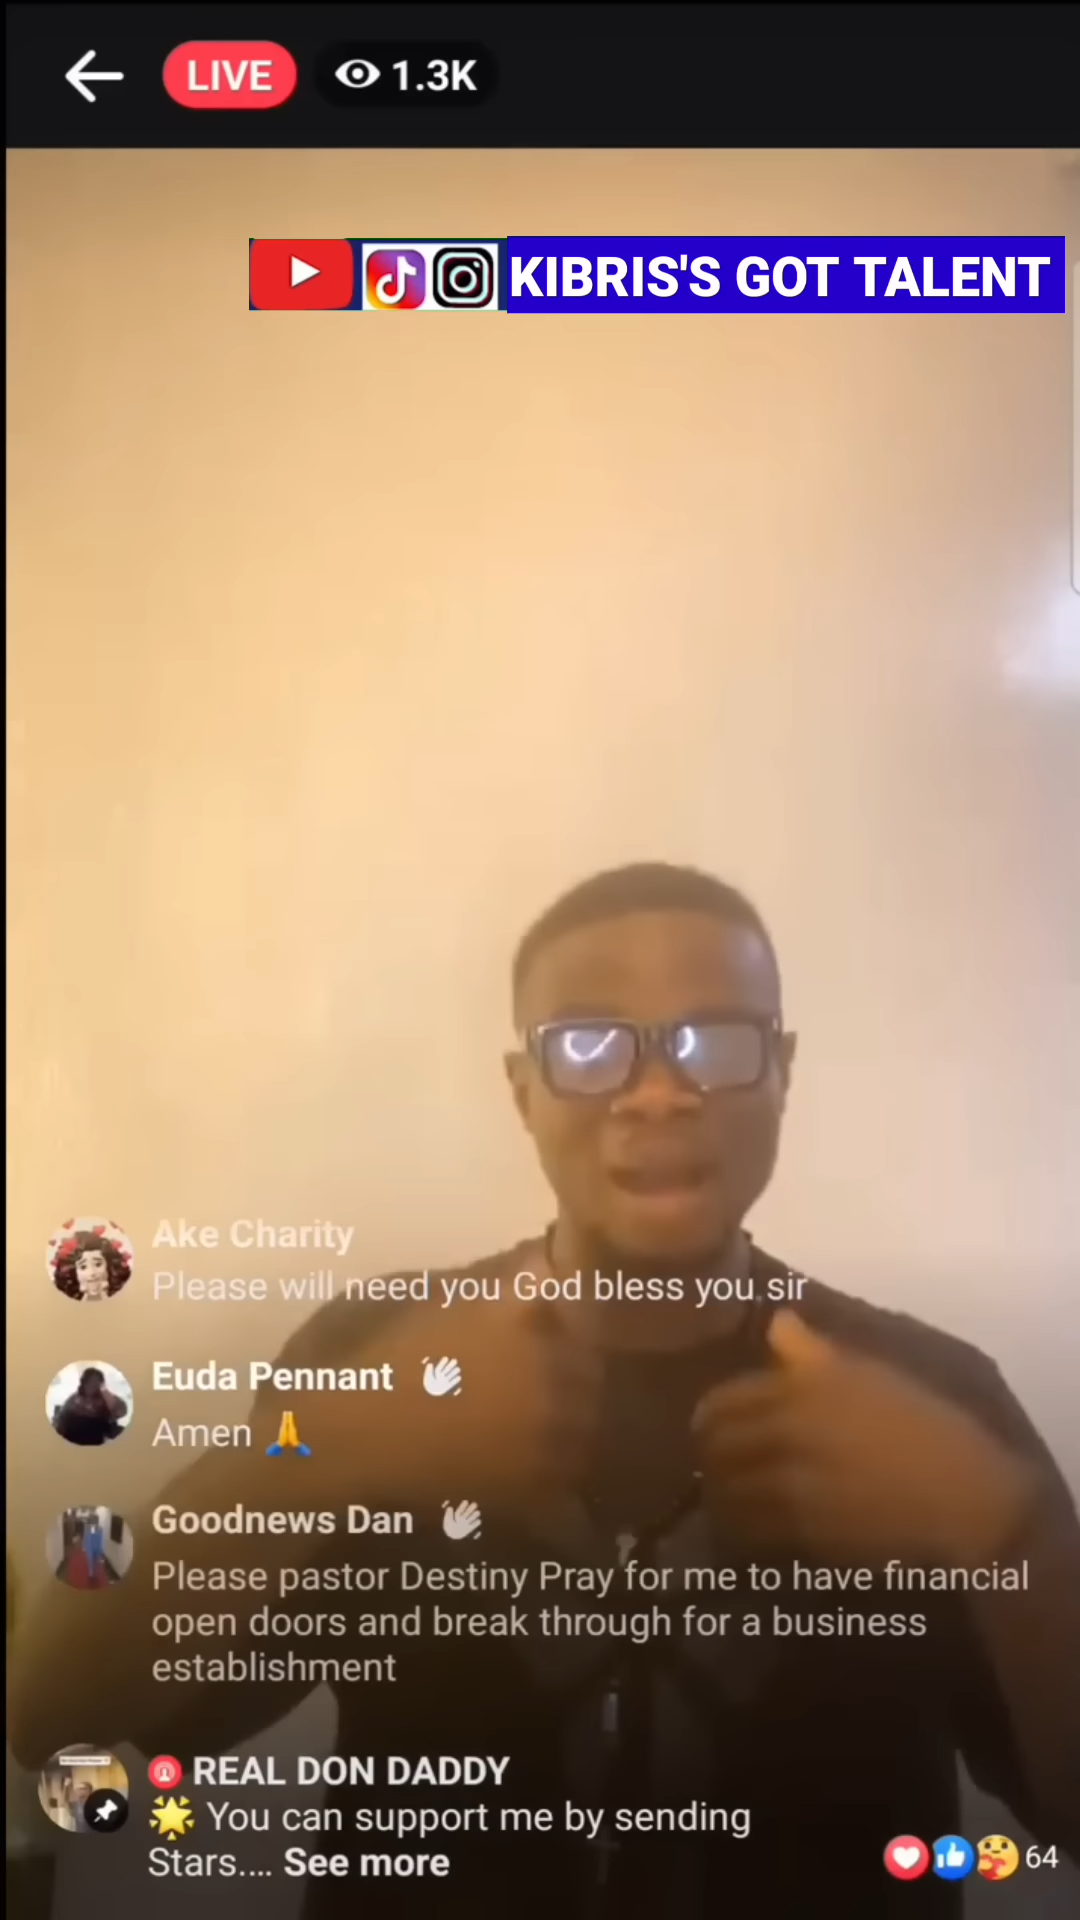 LIVE 1.3K
KIBRIS'S GOT TALENT
Ake Charity
Please will need you God bless you sir
Euda Pennant 👋
Amen 🙏
Goodnews Dan 👋
Please pastor Destiny Pray for me to have financial
open doors and break through for a business
establishment
REAL DON DADDY
🌟 You can support me by sending
Stars.... See more
64